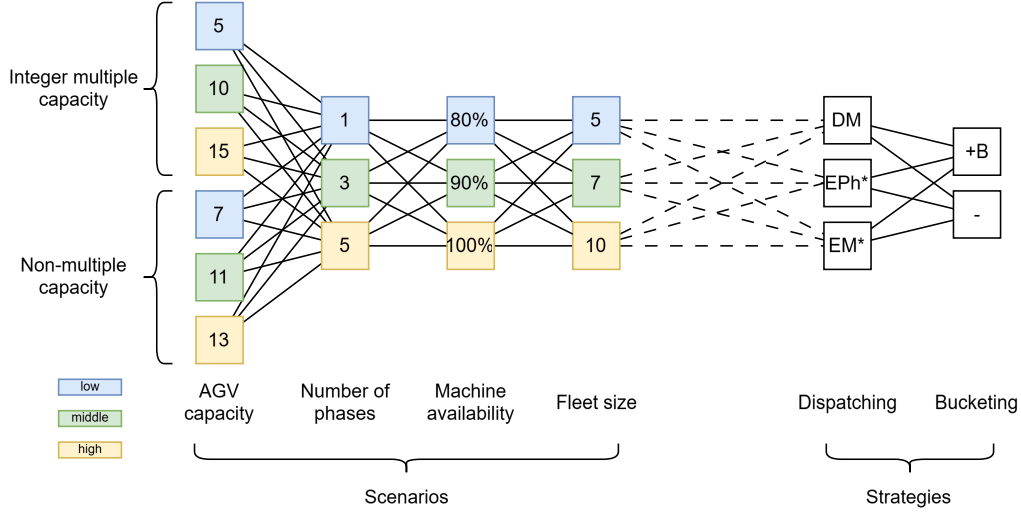 5
10
15
7
11
13
Integer multiple
capacity
Non-multiple
capacity
1
3
5
80%
90%
100%
5
7
10
DM
EPh*
EM*
+B
-
low
middle
high
AGV
capacity
Number of
phases
Machine
availability
Fleet size
Dispatching
Bucketing
Scenarios
Strategies